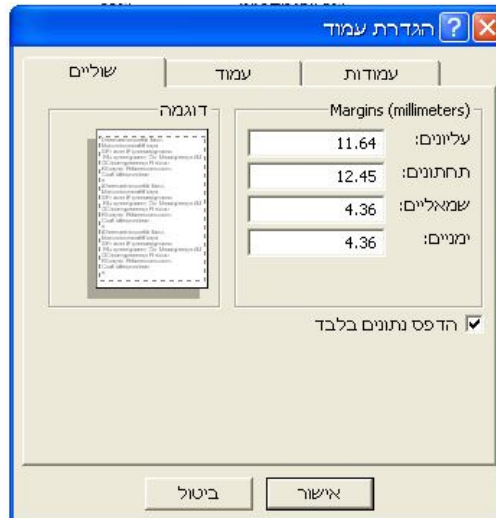 הגדרת עמוד
עמודות
עמוד
שוליים
Margins (millimeters)
עליונים: 11.64
תחתונים: 12.45
שמאליים: 4.36
ימניים: 4.36
דוגמה
הדפס נתונים בלבד
אישור
ביטול